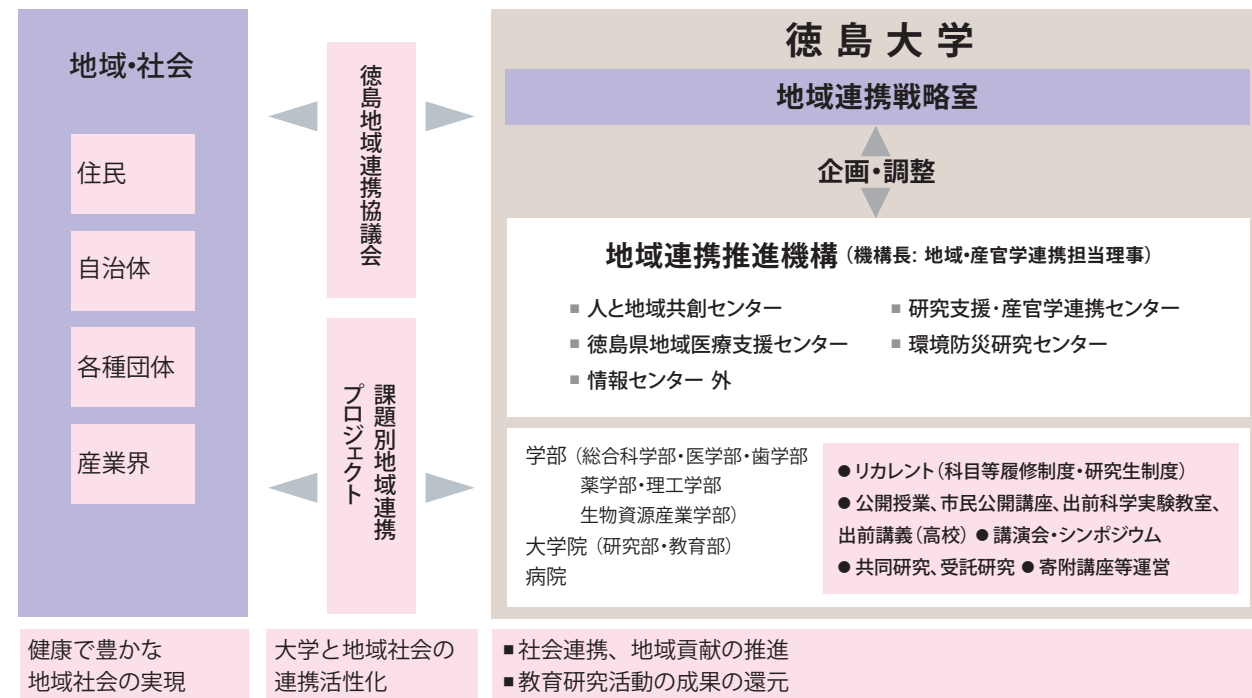 地域・社会
住民
自治体
各種団体
産業界
健康で豊かな
地域社会の実現
徳島地域連携協議会
課題別地域連携
プロジェクト
大学と地域社会の
連携活性化
徳島大学
地域連携戦略室
企画・調整
地域連携推進機構（機構長: 地域・産官学連携担当理事）
■ 人と地域共創センター
■ 研究支援・産官学連携センター
■ 徳島県地域医療支援センター
■ 環境防災研究センター
■ 情報センター 外
学部（総合科学部・医学部・歯学部
薬学部・理工学部
生物資源産業学部）
大学院（研究部・教育部）
病院
● リカレント（科目等履修制度・研究生制度）
● 公開授業、市民公開講座、出前科学実験教室、
出前講義（高校） ● 講演会・シンポジウム
● 共同研究、受託研究 ● 寄附講座等運営
■社会連携、地域貢献の推進
■教育研究活動の成果の還元